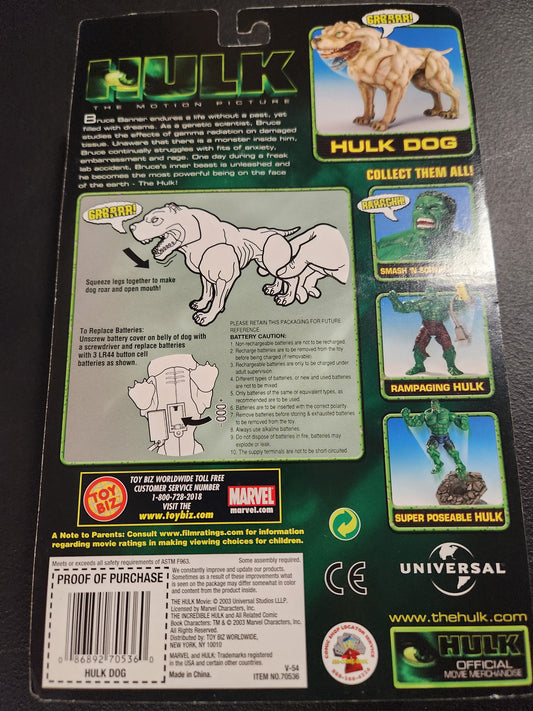 GRRRRR!
HULK
THE MOTION PICTURE
Bruce Banner endures a life without a past, yet
filled with dreams. As a genetic scientist, Bruce
studies the effects of gamma radiation on damaged
tissue. Unaware that there is a monster inside him,
Bruce continually struggles with fits of anxiety,
embarrassment and rage. One day during a freak
lab accident, Bruce's inner beast is unleashed and
he becomes the most powerful being on the face
of the earth - The Hulk!
HULK DOG
COLLECT THEM ALL!
GRRRRR!
Squeeze legs together to make
dog roar and open mouth!
To Replace Batteries:
Unscrew battery cover on belly of dog with
a screwdriver and replace batteries
with 3 LR44 button cell
batteries as shown.
PLEASE RETAIN THIS PACKAGING FOR FUTURE
REFERENCE.
BATTERY CAUTION:
1. Non rechargeable batteries are not to be recharged.
2. Recharge batteries are to be removed from the toy
before being charged (if removable).
3. Rechargeable batteries are only to be charged under
adult supervision.
4. Different types of batteries, or new and used batteries
are not to be mixed.
5. Only batteries of the same or equivalent types, as
recommended are to be used.
6. Batteries are to be inserted with the correct polarity.
7. Remove batteries before storing & exhausted batteries
to be removed from the toy.
8. Always use alkaline batteries.
9. Do not dispose of batteries in fire, batteries may
explode or leak.
10. The supply terminals are not to be short-circuited.
SMASH 'N
RAMPAGING HULK
SUPER POSEABLE HULK
TOY BIZ
TOY BIZ WORLDWIDE TOLL FREE
CUSTOMER SERVICE NUMBER
1-800-728-2018
VISIT THE
www.toybiz.com
MARVEL
marvel.com
A Note to Parents: Consult www.filmratings.com for information
regarding movie ratings in making viewing choices for children.
Meets or exceeds all safety requirements of ASTM F963.
Some assembly required.
PROOF OF PURCHASE
0 86892 70536 0
HULK DOG
We constantly improve and update our products.
Sometimes as a result of these improvements what is
seen on the package may differ somewhat in color
and content from the product inside.
THE HULK Movie: © 2003 Universal Studios LLLP.
Licensed by Marvel Characters, Inc.
THE INCREDIBLE HULK and All Related Comic
Book Characters: TM & © 2003 Marvel Characters, Inc.
All Rights Reserved.
Distributed by: TOY BIZ WORLDWIDE,
NEW YORK, NY 10010
MARVEL and HULK: Trademarks registered
in the USA and certain other countries.
Made in China.
V-54
ITEM NO.70536
CE
COMIC SHOP LOCATOR SERVICE
UNIVERSAL
www.thehulk.com
HULK
OFFICIAL
MOVIE MERCHANDISE